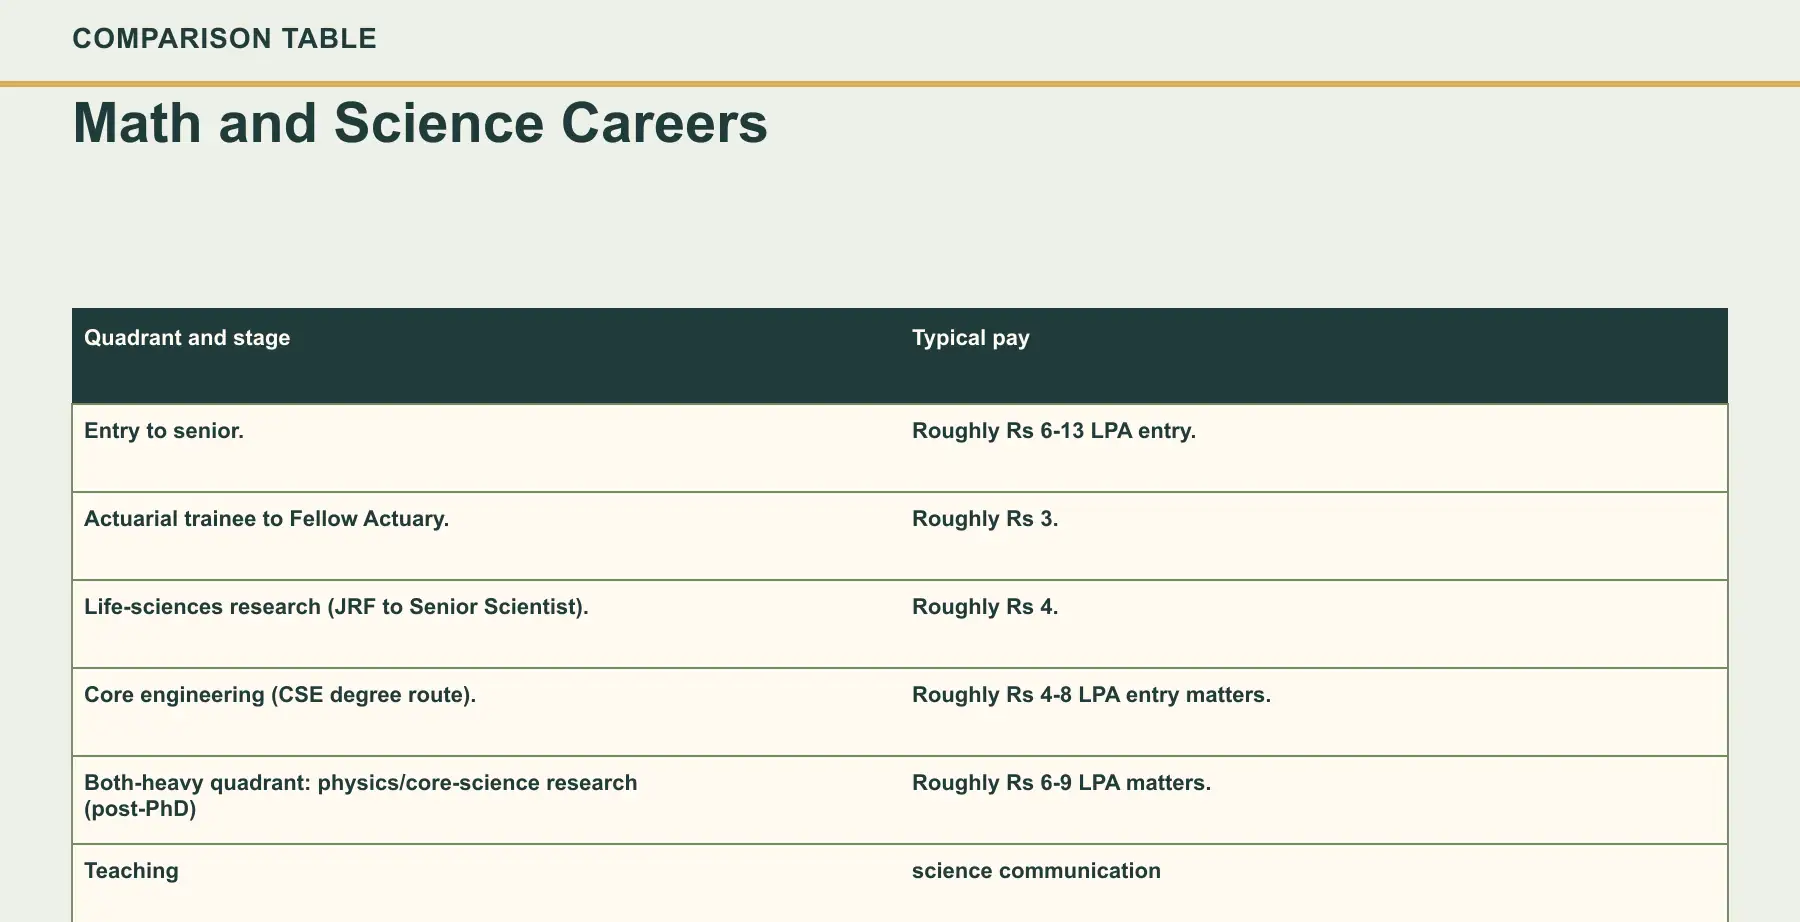 COMPARISON TABLE
Math and Science Careers
Quadrant and stage
Typical pay
Entry to senior.
Roughly Rs 6-13 LPA entry.
Actuarial trainee to Fellow Actuary.
Roughly Rs 3.
Life-sciences research (JRF to Senior Scientist).
Roughly Rs 4.
Core engineering (CSE degree route).
Roughly Rs 4-8 LPA entry matters.
Both-heavy quadrant: physics/core-science research
(post-PhD)
Roughly Rs 6-9 LPA matters.
Teaching
science communication